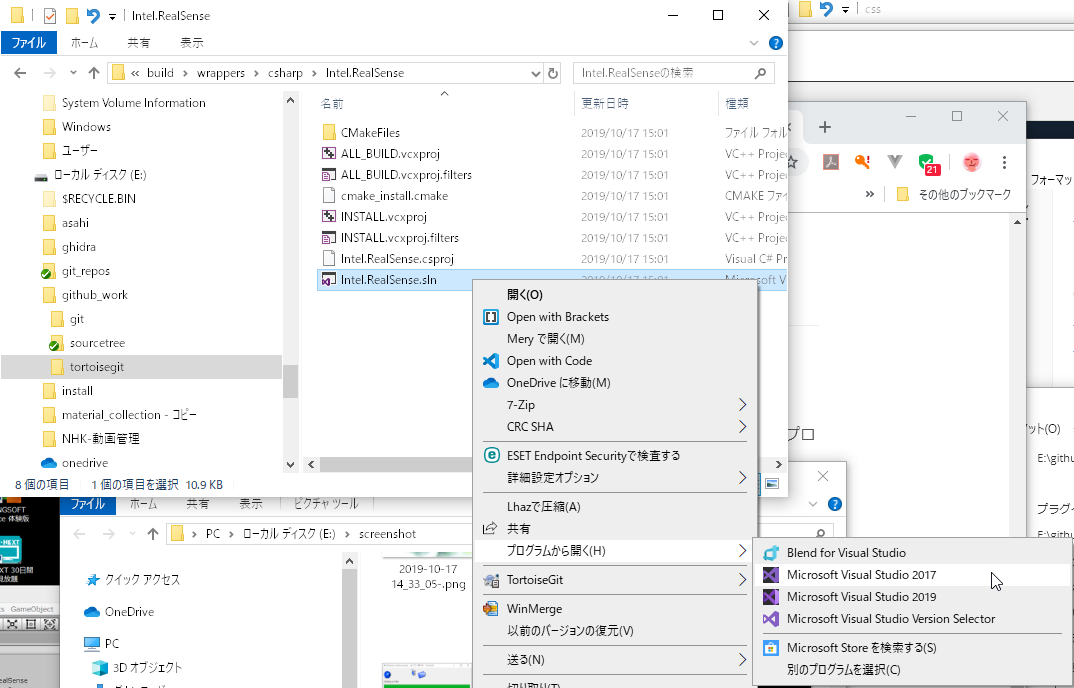 Intel.RealSense
css
ファイル ホーム 共有 表示
« build › wrappers › csharp › Intel.RealSense
Intel.RealSenseの検索
System Volume Information
Windows
ユーザー
ローカル ディスク (E:)
$RECYCLE.BIN
asahi
ghidra
git_repos
github_work
git
sourcetree
tortoisegit
install
material_collection - コピー
NHK-動画管理
onedrive
名前 更新日時 種類
CMakeFiles 2019/10/17 15:01 ファイル フォル
ALL_BUILD.vcxproj 2019/10/17 15:01 VC++ Projec
ALL_BUILD.vcxproj.filters 2019/10/17 15:01 VC++ Projec
cmake_install.cmake 2019/10/17 15:01 CMAKE ファイ
INSTALL.vcxproj 2019/10/17 15:01 VC++ Projec
INSTALL.vcxproj.filters 2019/10/17 15:01 VC++ Projec
Intel.RealSense.csproj 2019/10/17 15:01 Visual C# Pr
Intel.RealSense.sln 2019/10/17 15:01 Microsoft V
8 個の項目 1 個の項目を選択 10.9 KB
開く(O)
Open with Brackets
Mery で開く(M)
Open with Code
OneDrive に移動(M)
7-Zip
CRC SHA
ESET Endpoint Securityで検査する
詳細設定オプション
Lhazで圧縮(A)
共有
プログラムから開く(H)
TortoiseGit
WinMerge
以前のバージョンの復元(V)
送る(N)
切り取り(T)
Blend for Visual Studio
Microsoft Visual Studio 2017
Microsoft Visual Studio 2019
Microsoft Visual Studio Version Selector
Microsoft Store を検索する(S)
別のプログラムを選択(C)
21
» その他のブックマーク
フォーマッ
プロ
ット(O)
E:\githu
プラグイ
E:\githu
ファイル ホーム 共有 表示 ピクチャ ツール
PC › ローカル ディスク (E:) › screenshot
クイック アクセス
OneDrive
PC
3D オブジェクト
2019-10-17
14_33_05-.png
INGSOFT
ce 体験版
NEXT 30日間
GameObject
RealSense